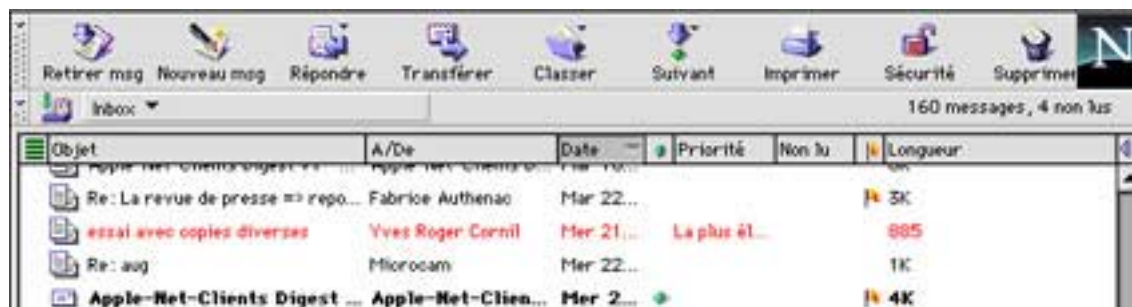 Retirer msg Nouveau msg Répondre Transférer Classer Suivant Imprimer Sécurité Supprimer N
Inbox 160 messages, 4 non lus
Objet A/De Date Priorité Non lu Longueur
Re: La revue de presse => repo... Fabrice Authenac Mar 22... 3K
essai avec copies diverses Yves Roger Cornil Mer 21... La plus él... 885
Re: aug Microcam Mer 22... 1K
Apple-Net-Clients Digest ... Apple-Net-Clien... Mer 2... 4K